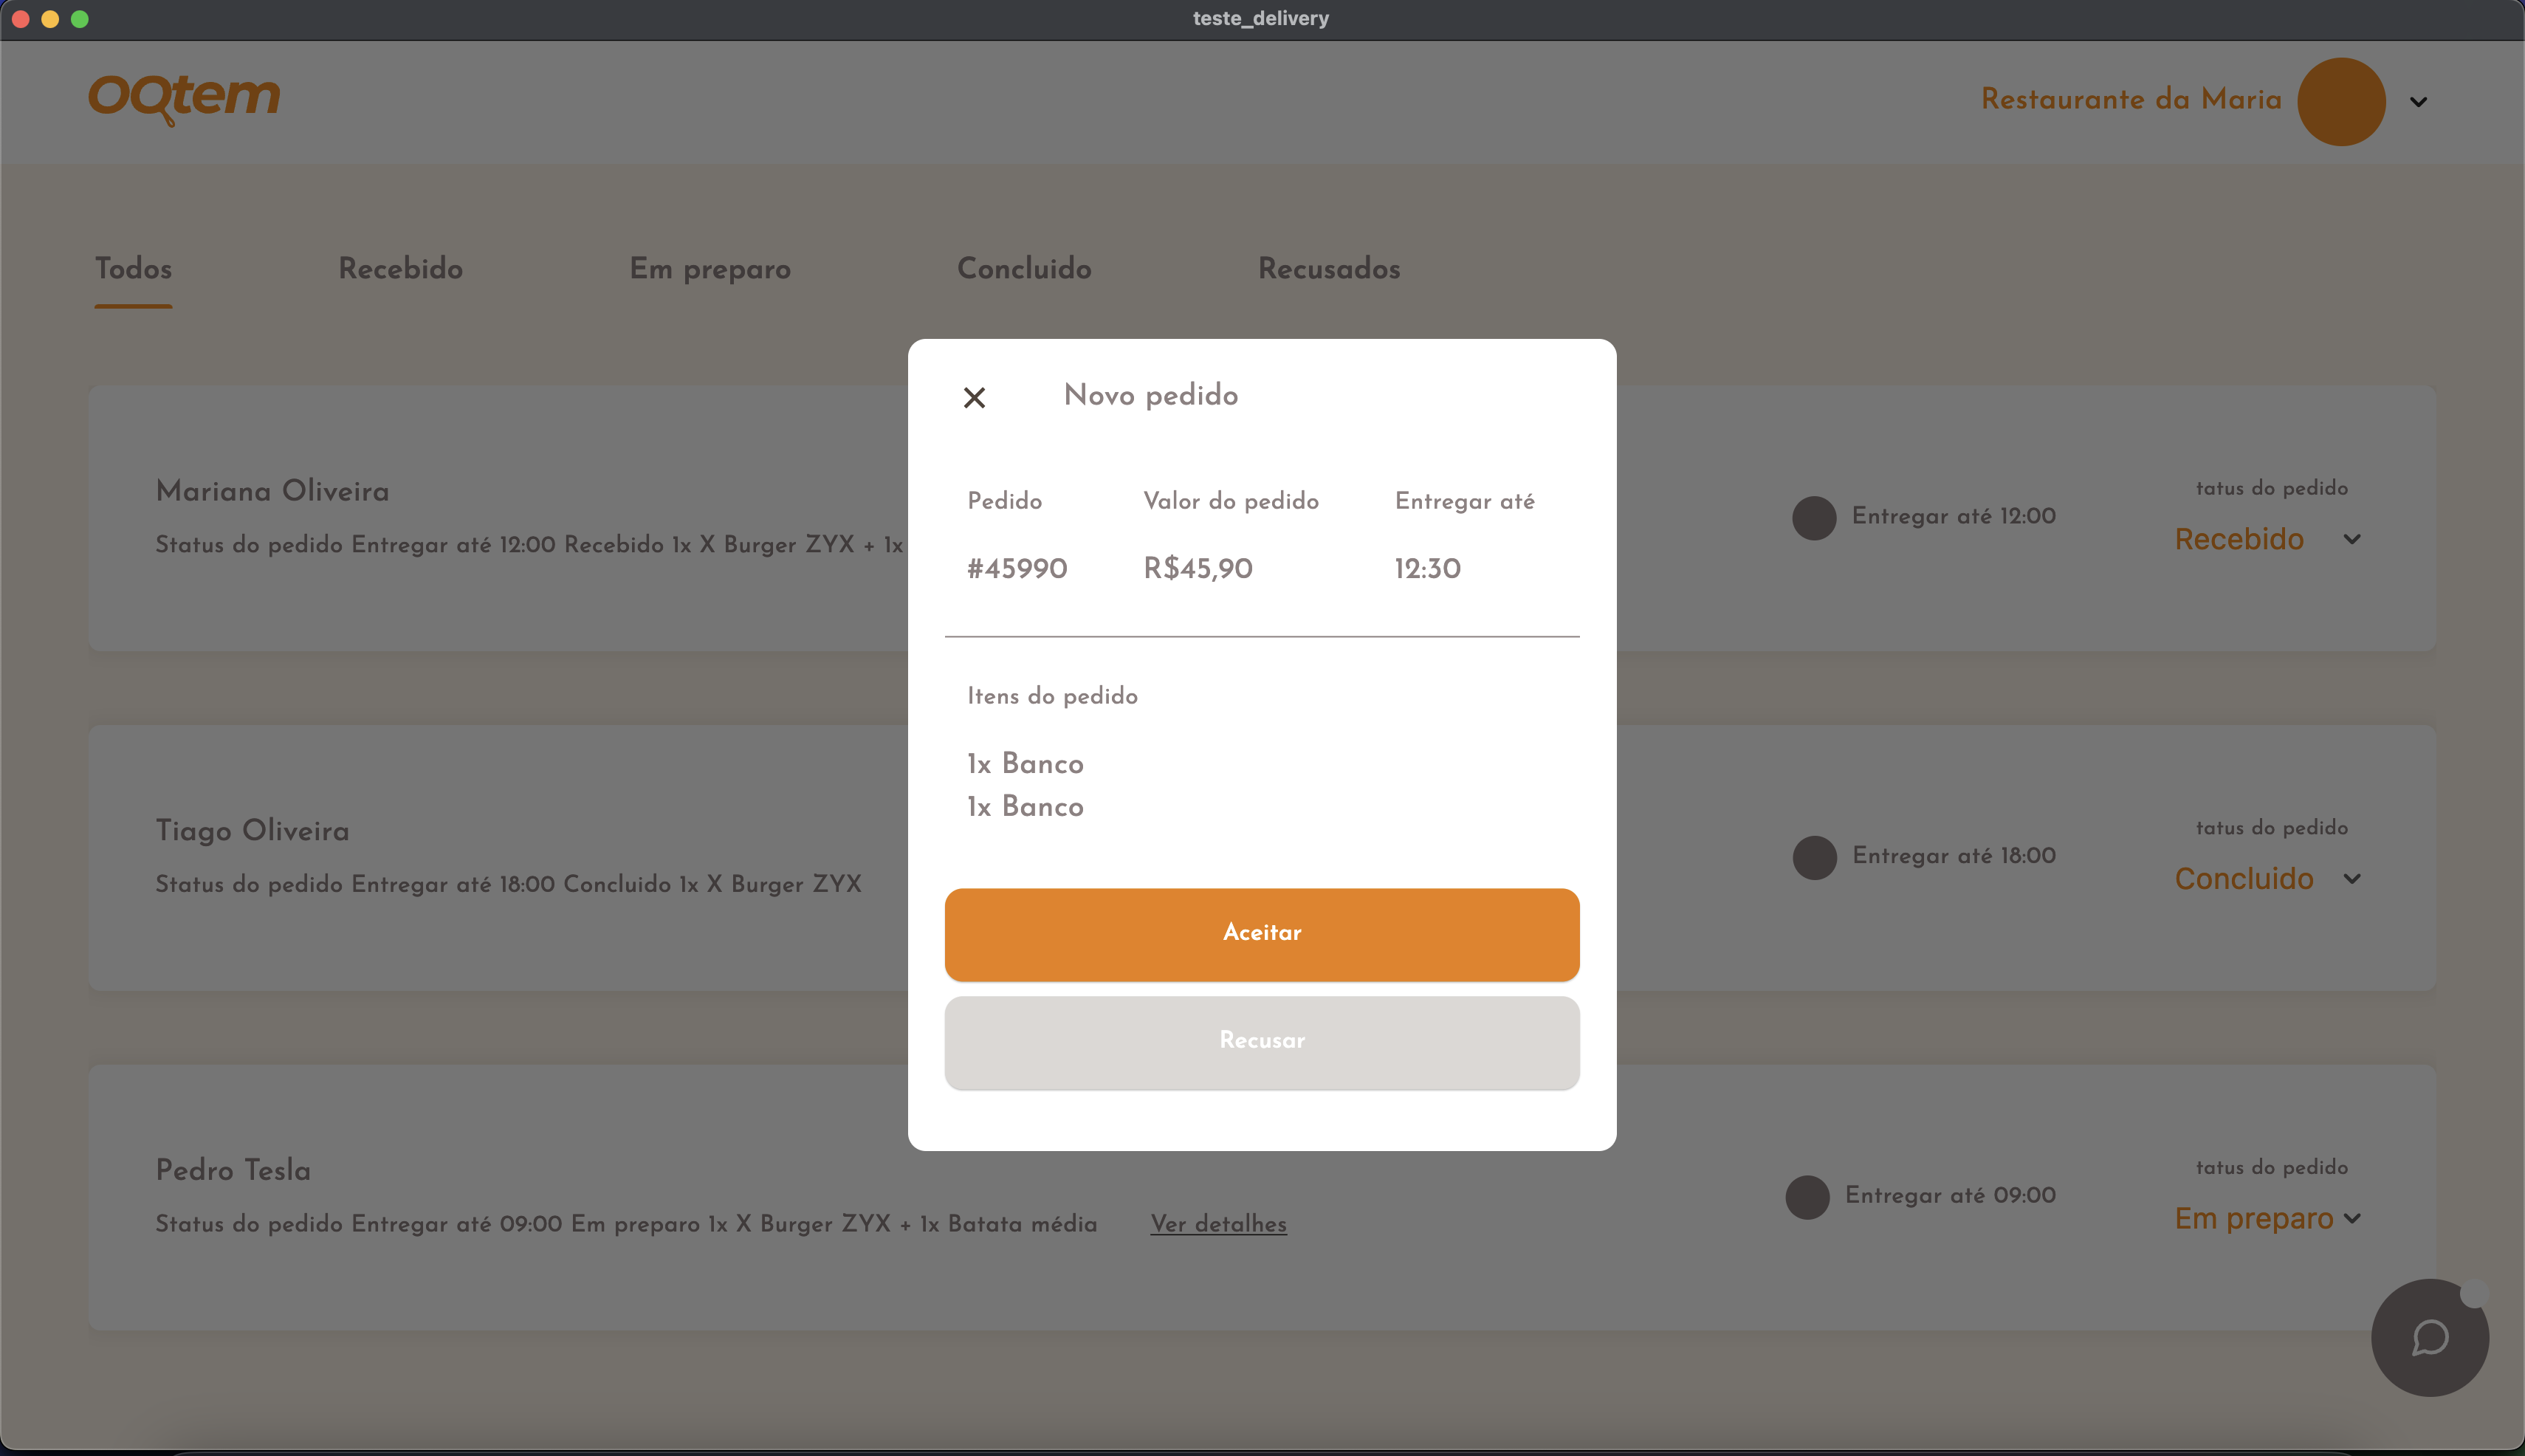 teste_delivery
OQtem
Restaurante da Maria
Todos
Recebido
Em preparo
Concluido
Recusados
Novo pedido
Pedido
Valor do pedido
Entregar até
#45990
R$45,90
12:30
Itens do pedido
1x Banco
1x Banco
Aceitar
Recusar
Mariana Oliveira
Status do pedido Entregar até 12:00 Recebido 1x X Burger ZYX + 1x
Entregar até 12:00
tatus do pedido
Recebido
Tiago Oliveira
Status do pedido Entregar até 18:00 Concluido 1x X Burger ZYX
Entregar até 18:00
tatus do pedido
Concluido
Pedro Tesla
Status do pedido Entregar até 09:00 Em preparo 1x X Burger ZYX + 1x Batata média
Ver detalhes
Entregar até 09:00
tatus do pedido
Em preparo